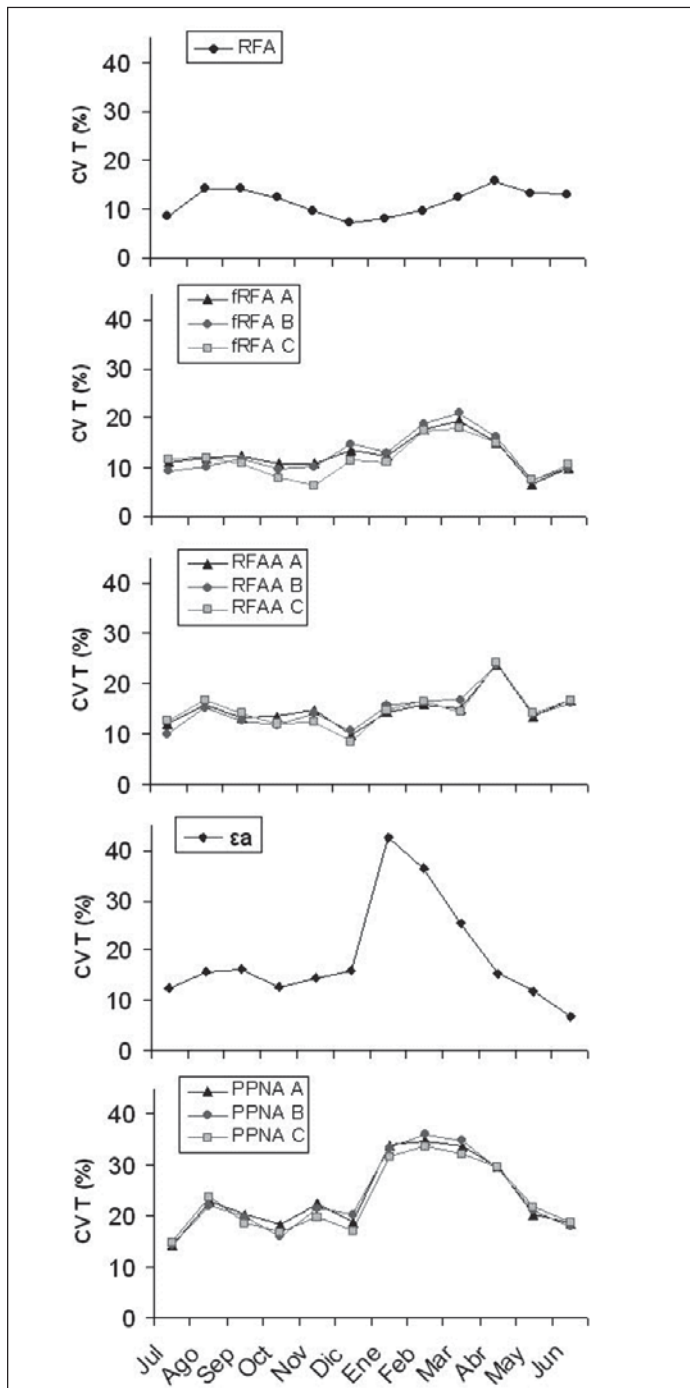 RFA
40
30
20
10
0
CV T (%)
fRFA A
fRFA B
fRFA C
40
30
20
10
0
CV T (%)
RFAA A
RFAA B
RFAA C
40
30
20
10
0
CV T (%)
εa
40
30
20
10
0
CV T (%)
PPNA A
PPNA B
PPNA C
40
30
20
10
0
CV T (%)
Jul
Ago
Sep
Oct
Nov
Dic
Ene
Feb
Mar
Abr
May
Jun